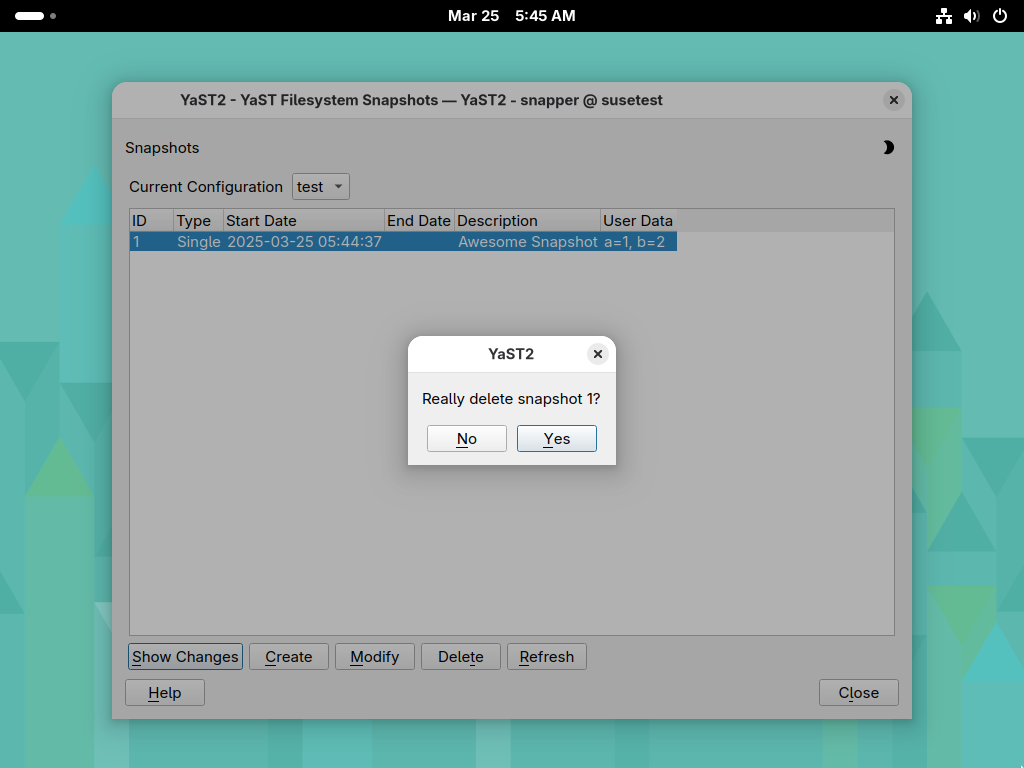 Mar 25 5:45 AM
YaST2 - YaST Filesystem Snapshots — YaST2 - snapper @ susetest
Snapshots
Current Configuration test
ID Type Start Date End Date Description User Data
1 Single 2025-03-25 05:44:37 Awesome Snapshot a=1, b=2
YaST2
Really delete snapshot 1?
No Yes
Show Changes Create Modify Delete Refresh
Help Close